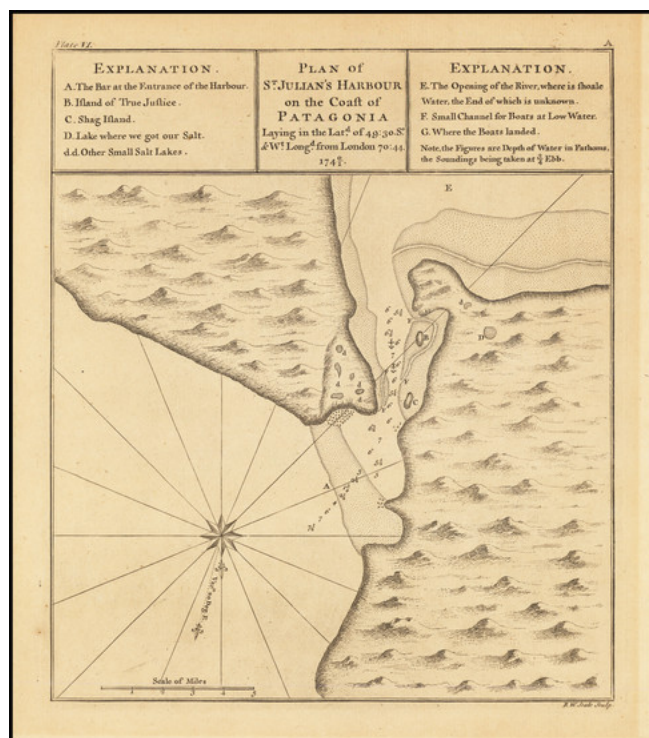 Plate VI.
A
EXPLANATION.
A. The Bar at the Entrance of the Harbour.
B. Island of True Justice.
C. Shag Island.
D. Lake where we got our Salt.
d.d. Other Small Salt Lakes.
PLAN of
St. JULIAN'S HARBOUR
on the Coast of
PATAGONIA
Laying in the Latd. of 49:30.St.
& Wt. Longd. from London 70:44.
EXPLANATION.
E. The Opening of the River, where is shoale
Water, the End of which is unknown.
F. Small Channel for Boats at Low Water.
G. Where the Boats landed.
Note, the Figures are Depth of Water in Fathoms,
the Soundings being taken at ¾ Ebb.
E
B
D
C
A
Scale of Miles
1 2 3 4 5
R. W. Seale Sculp.